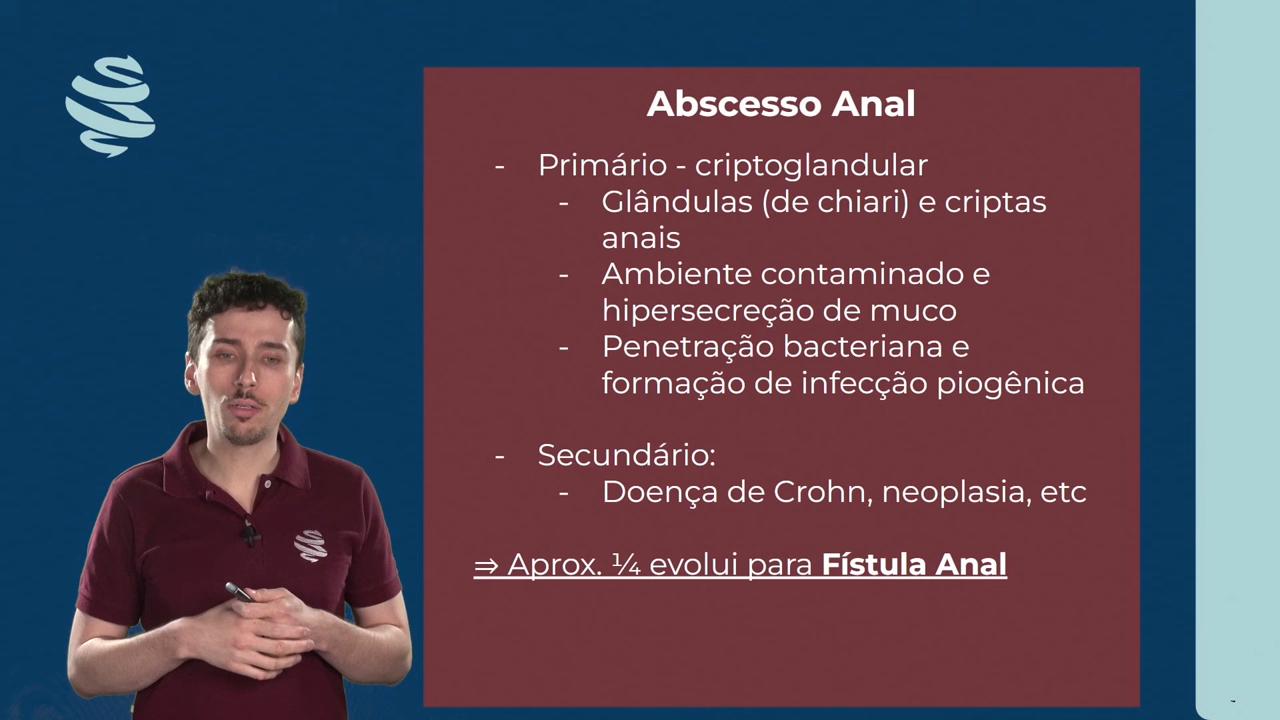 Abscesso Anal
- Primário - criptoglandular
- Glândulas (de chiari) e criptas
anais
- Ambiente contaminado e
hipersecreção de muco
- Penetração bacteriana e
formação de infecção piogênica
- Secundário:
- Doença de Crohn, neoplasia, etc
⇒ Aprox. ¼ evolui para Fístula Anal